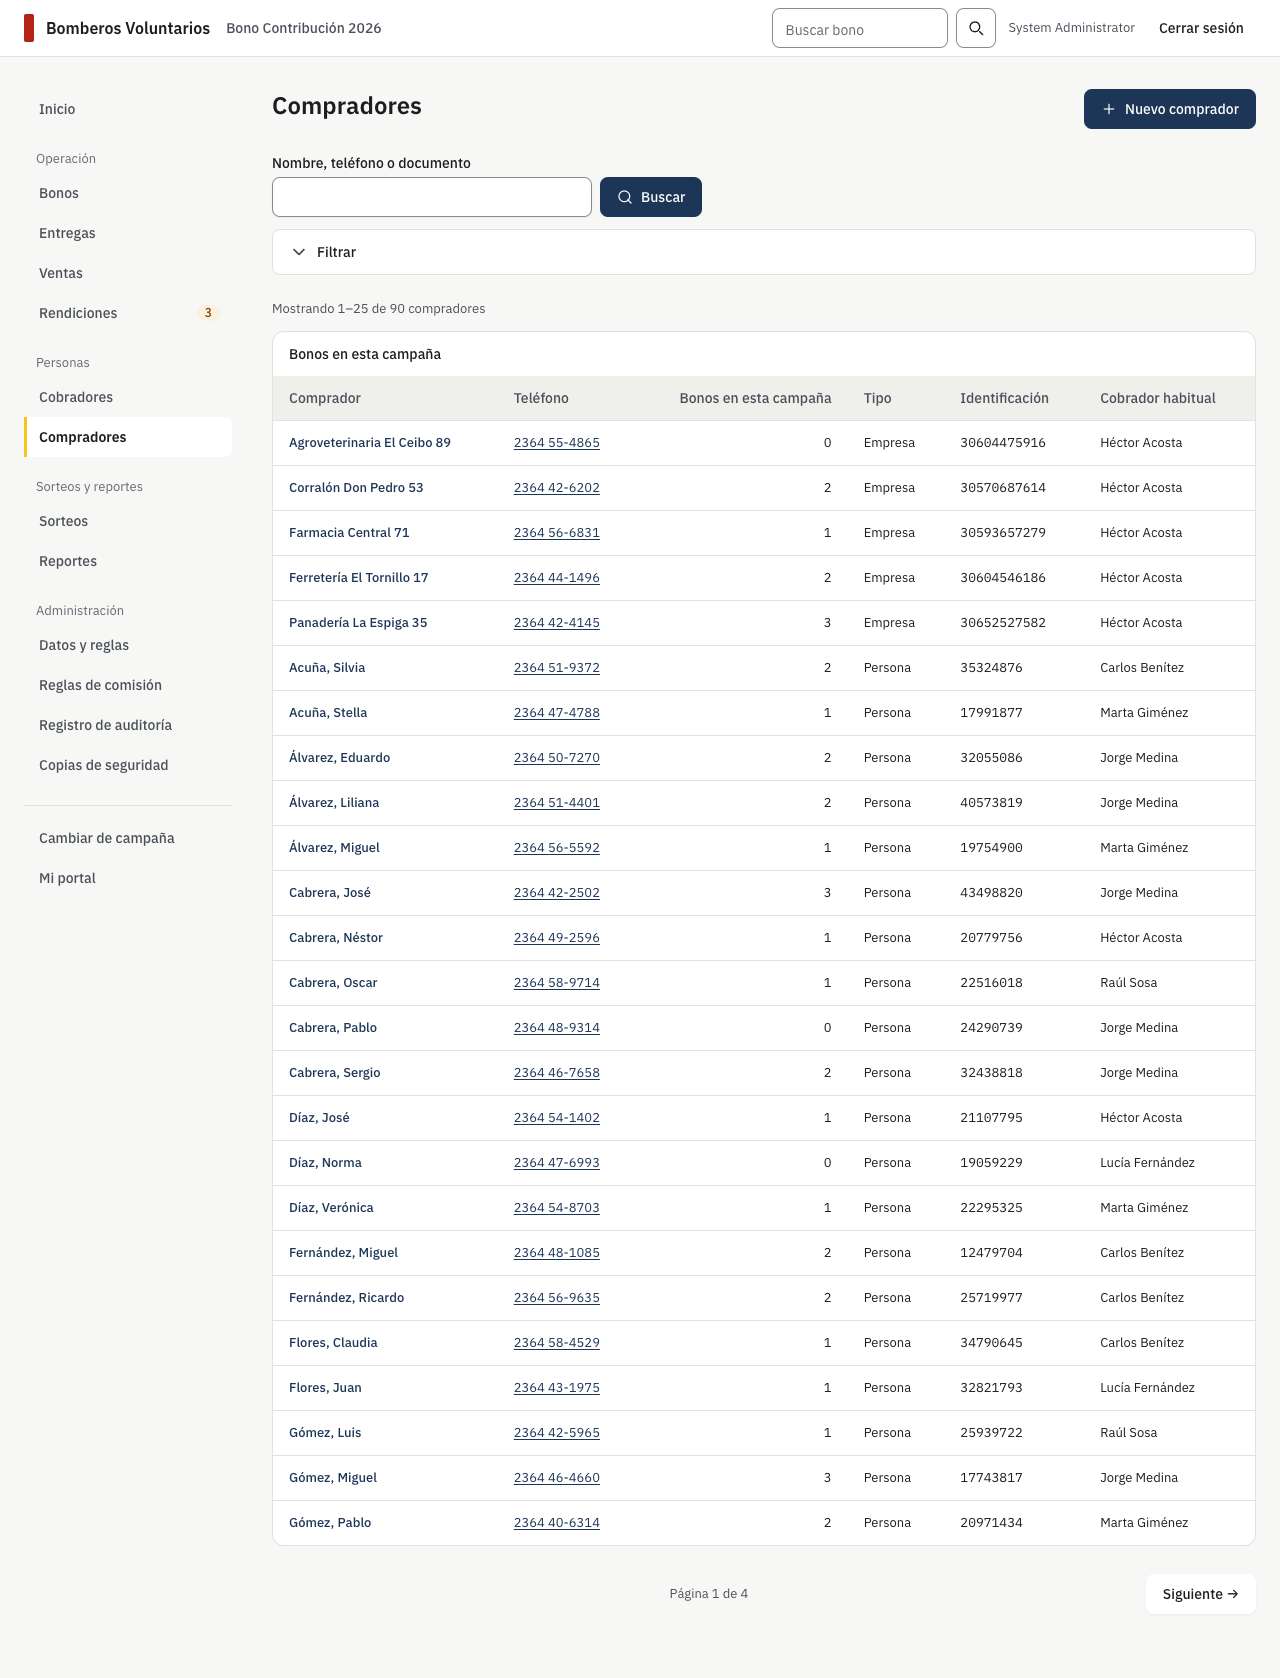 Bomberos Voluntarios Bono Contribución 2026 Buscar bono System Administrator Cerrar sesión
Inicio
Operación
Bonos
Entregas
Ventas
Rendiciones 3
Personas
Cobradores
Compradores
Sorteos y reportes
Sorteos
Reportes
Administración
Datos y reglas
Reglas de comisión
Registro de auditoría
Copias de seguridad
Cambiar de campaña
Mi portal
Compradores
+ Nuevo comprador
Nombre, teléfono o documento
Buscar
Filtrar
Mostrando 1–25 de 90 compradores
Bonos en esta campaña
Comprador Teléfono Bonos en esta campaña Tipo Identificación Cobrador habitual
Agroveterinaria El Ceibo 89 2364 55-4865 0 Empresa 30604475916 Héctor Acosta
Corralón Don Pedro 53 2364 42-6202 2 Empresa 30570687614 Héctor Acosta
Farmacia Central 71 2364 56-6831 1 Empresa 30593657279 Héctor Acosta
Ferretería El Tornillo 17 2364 44-1496 2 Empresa 30604546186 Héctor Acosta
Panadería La Espiga 35 2364 42-4145 3 Empresa 30652527582 Héctor Acosta
Acuña, Silvia 2364 51-9372 2 Persona 35324876 Carlos Benítez
Acuña, Stella 2364 47-4788 1 Persona 17991877 Marta Giménez
Álvarez, Eduardo 2364 50-7270 2 Persona 32055086 Jorge Medina
Álvarez, Liliana 2364 51-4401 2 Persona 40573819 Jorge Medina
Álvarez, Miguel 2364 56-5592 1 Persona 19754900 Marta Giménez
Cabrera, José 2364 42-2502 3 Persona 43498820 Jorge Medina
Cabrera, Néstor 2364 49-2596 1 Persona 20779756 Héctor Acosta
Cabrera, Oscar 2364 58-9714 1 Persona 22516018 Raúl Sosa
Cabrera, Pablo 2364 48-9314 0 Persona 24290739 Jorge Medina
Cabrera, Sergio 2364 46-7658 2 Persona 32438818 Jorge Medina
Díaz, José 2364 54-1402 1 Persona 21107795 Héctor Acosta
Díaz, Norma 2364 47-6993 0 Persona 19059229 Lucía Fernández
Díaz, Verónica 2364 54-8703 1 Persona 22295325 Marta Giménez
Fernández, Miguel 2364 48-1085 2 Persona 12479704 Carlos Benítez
Fernández, Ricardo 2364 56-9635 2 Persona 25719977 Carlos Benítez
Flores, Claudia 2364 58-4529 1 Persona 34790645 Carlos Benítez
Flores, Juan 2364 43-1975 1 Persona 32821793 Lucía Fernández
Gómez, Luis 2364 42-5965 1 Persona 25939722 Raúl Sosa
Gómez, Miguel 2364 46-4660 3 Persona 17743817 Jorge Medina
Gómez, Pablo 2364 40-6314 2 Persona 20971434 Marta Giménez
Página 1 de 4 Siguiente →